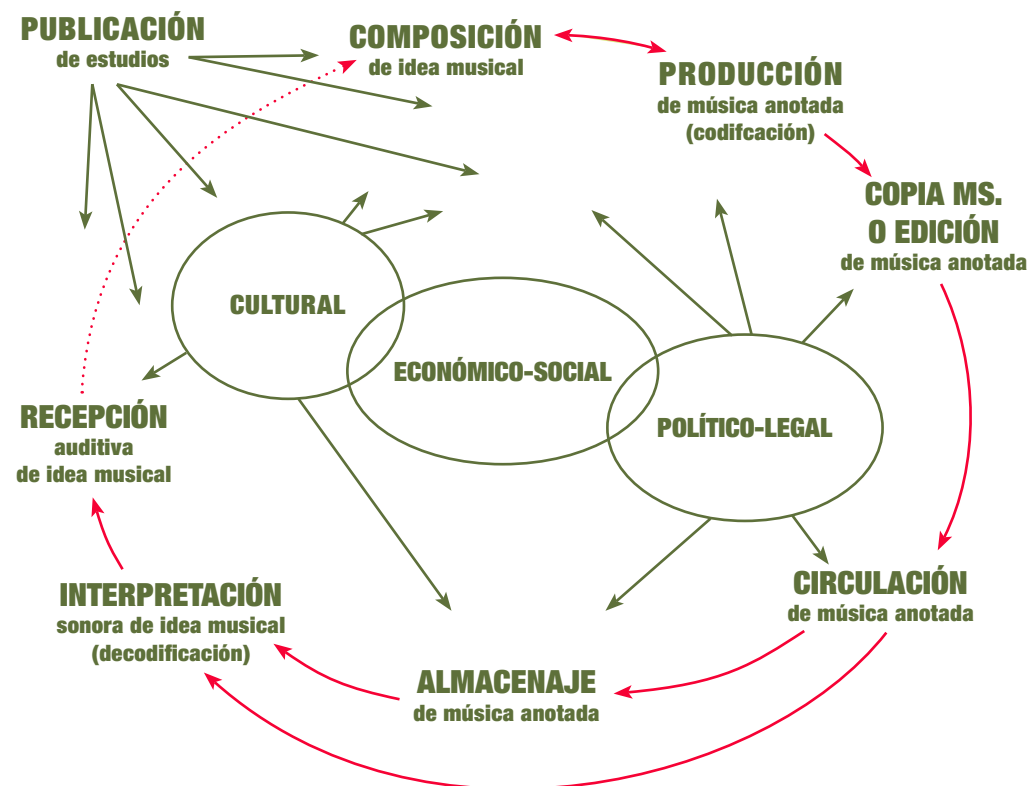 PUBLICACIÓN
de estudios
COMPOSICIÓN
de idea musical
PRODUCCIÓN
de música anotada
(codifcación)
COPIA MS.
O EDICIÓN
de música anotada
CULTURAL
ECONÓMICO-SOCIAL
POLÍTICO-LEGAL
RECEPCIÓN
auditiva
de idea musical
INTERPRETACIÓN
sonora de idea musical
(decodificación)
CIRCULACIÓN
de música anotada
ALMACENAJE
de música anotada